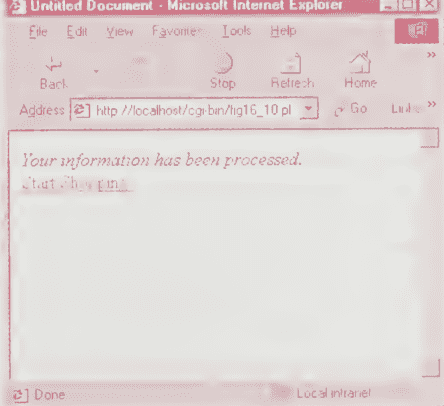 Untitled Document - Microsoft Internet Explorer
File Edit View Favorites Tools Help
Back Stop Refresh Home »
Address http://localhost/cgi-bin/fig16_10.pl Go Links »
Your information has been processed.
Start Shopping
Done Local intranet